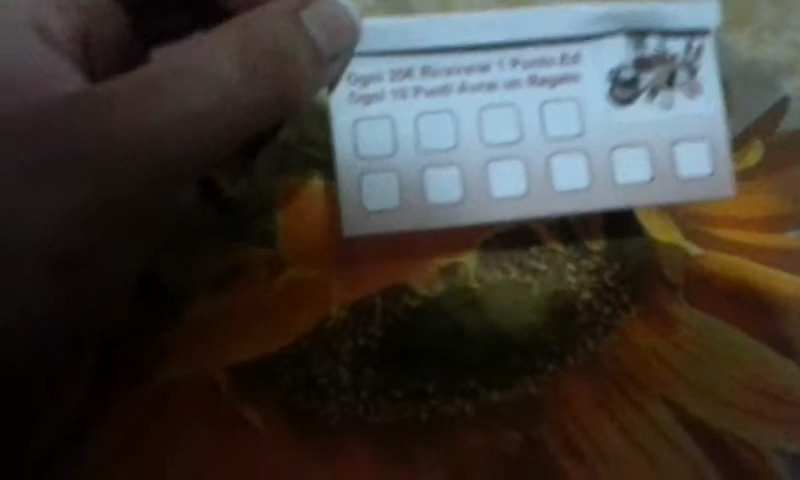 Ogni 20€ Riceverai 1 Punto Ed
Ogni 10 Punti Avrai un Regalo